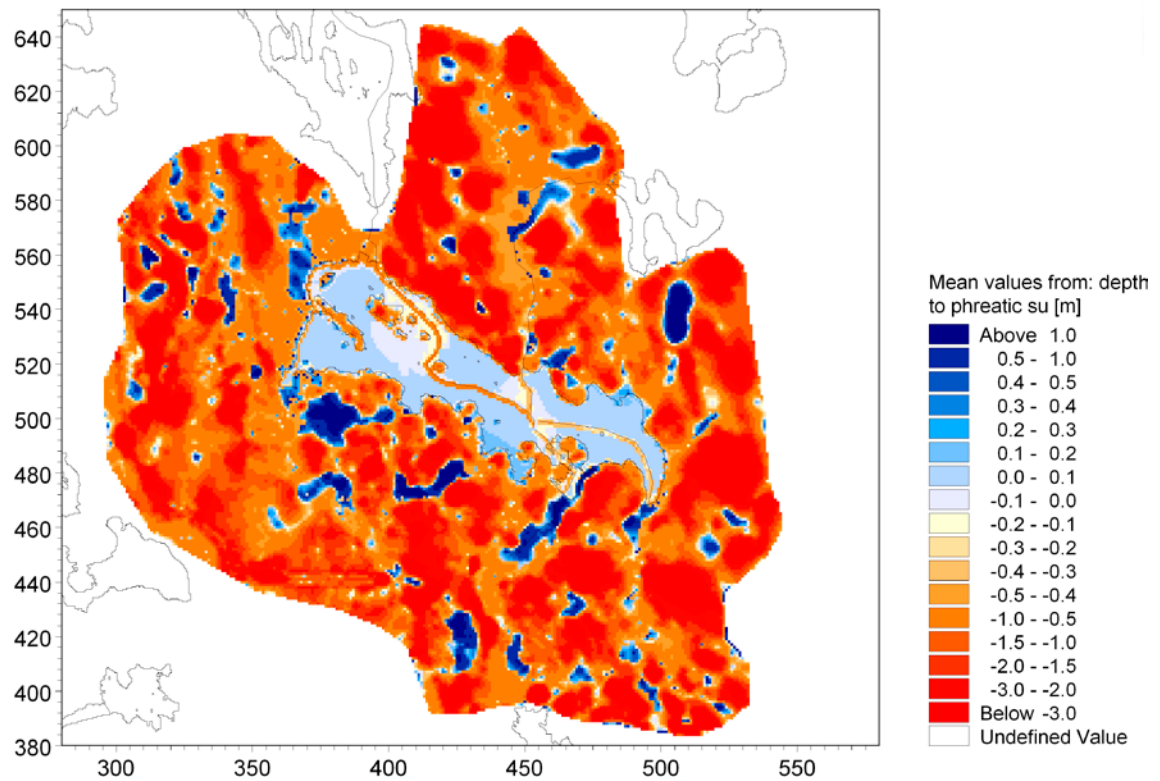 640
620
600
580
560
540
520
500
480
460
440
420
400
380
300 350 400 450 500 550
Mean values from: depth
to phreatic su [m]
Above 1.0
0.5 - 1.0
0.4 - 0.5
0.3 - 0.4
0.2 - 0.3
0.1 - 0.2
0.0 - 0.1
-0.1 - 0.0
-0.2 - -0.1
-0.3 - -0.2
-0.4 - -0.3
-0.5 - -0.4
-1.0 - -0.5
-1.5 - -1.0
-2.0 - -1.5
-3.0 - -2.0
Below -3.0
Undefined Value